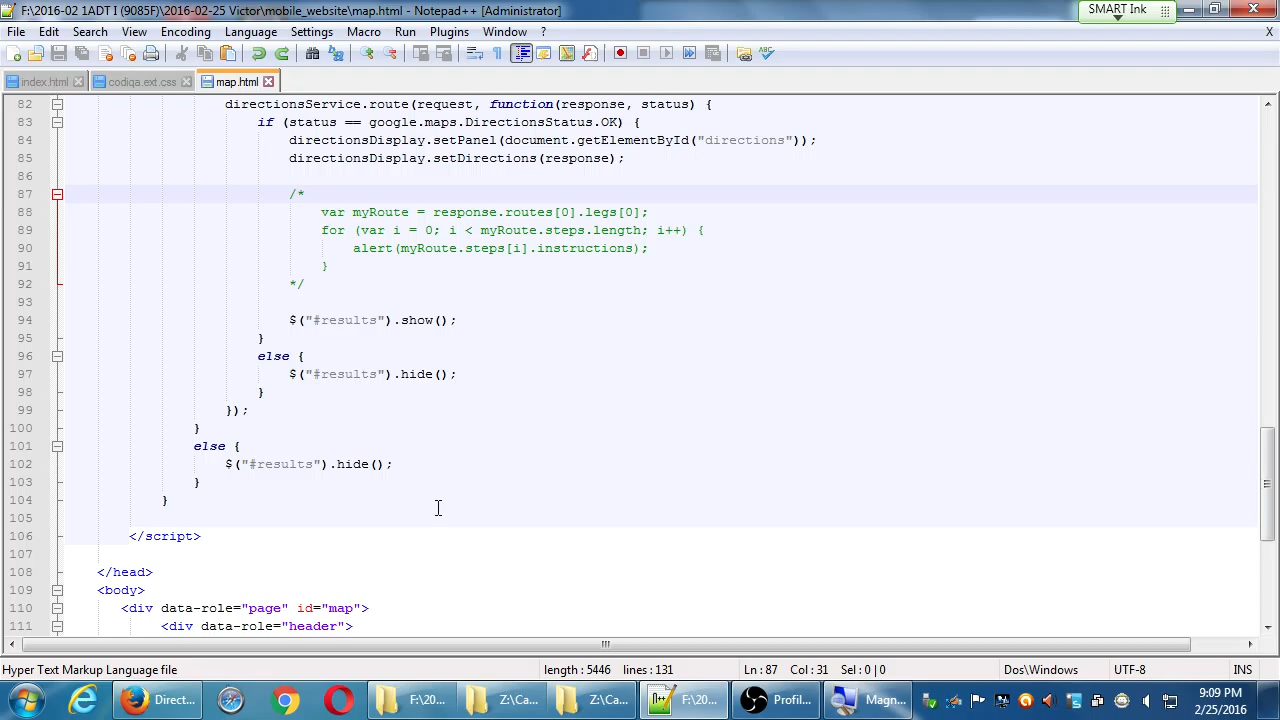 F:\2016-02 1ADT I (9085F)\2016-02-25 Victor\mobile_website\map.html - Notepad++ [Administrator]
SMART Ink
File Edit Search View Encoding Language Settings Macro Run Plugins Window ? X
index.html codiqa.ext.css map.html
82 directionsService.route(request, function(response, status) {
83 if (status == google.maps.DirectionsStatus.OK) {
84 directionsDisplay.setPanel(document.getElementById("directions"));
85 directionsDisplay.setDirections(response);
86
87 /*
88 var myRoute = response.routes[0].legs[0];
89 for (var i = 0; i < myRoute.steps.length; i++) {
90 alert(myRoute.steps[i].instructions);
91 }
92 */
93
94 $("#results").show();
95 }
96 else {
97 $("#results").hide();
98 }
99 });
100 }
101 else {
102 $("#results").hide();
103 }
104 }
105
106 </script>
107
108 </head>
109 <body>
110 <div data-role="page" id="map">
111 <div data-role="header">
Hyper Text Markup Language file length : 5446 lines : 131 Ln : 87 Col : 31 Sel : 0 | 0 Dos\Windows UTF-8 INS
Direct... F:\20... Z:\Ca... Z:\Ca... F:\20... Profil... Magn... 9:09 PM
2/25/2016